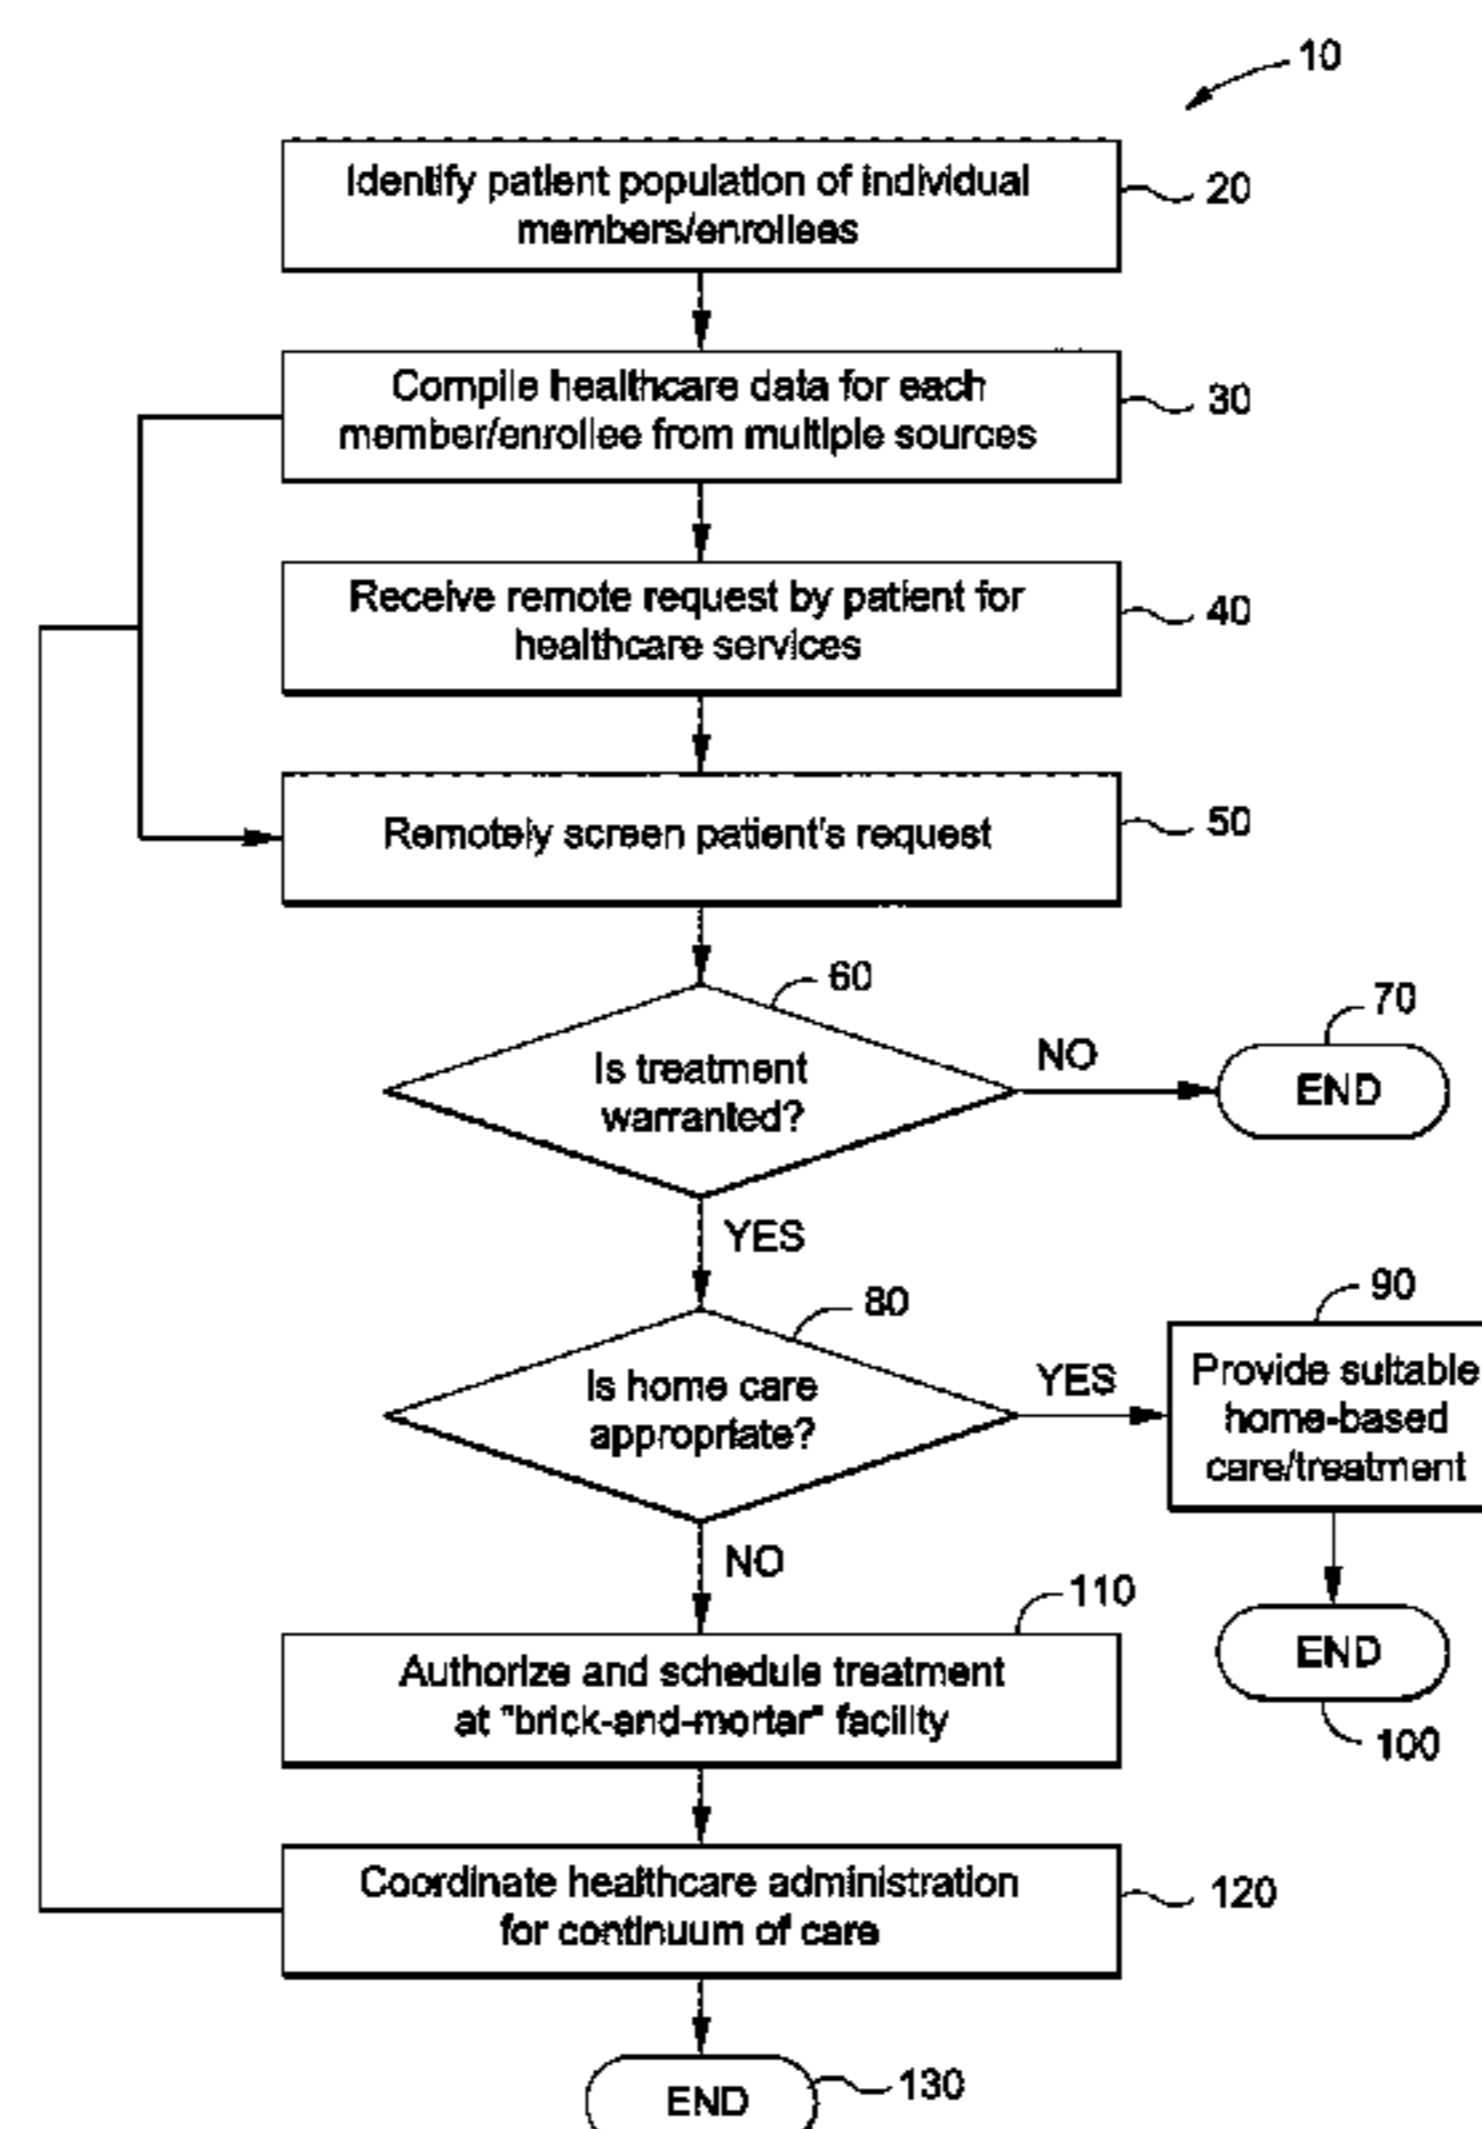 10
Identify patient population of individual
members/enrollees
20
Compile healthcare data for each
member/enrollee from multiple sources
30
Receive remote request by patient for
healthcare services
40
Remotely screen patient's request
50
60
Is treatment
warranted?
NO
70
END
YES
80
Is home care
appropriate?
YES
90
Provide suitable
home-based
care/treatment
NO
END
100
110
Authorize and schedule treatment
at "brick-and-mortar" facility
Coordinate healthcare administration
for continuum of care
120
END
130